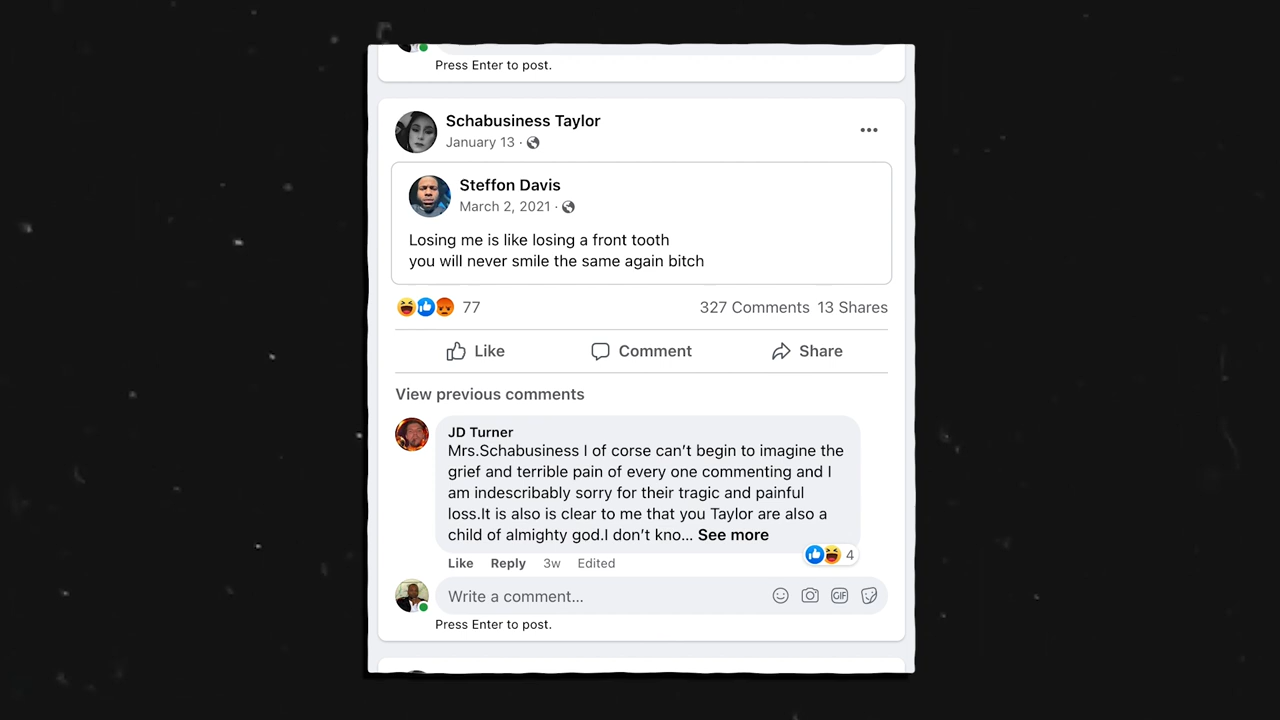 Press Enter to post.
Schabusiness Taylor
January 13 ·
Steffon Davis
March 2, 2021 ·
Losing me is like losing a front tooth
you will never smile the same again bitch
77
327 Comments 13 Shares
Like
Comment
Share
View previous comments
JD Turner
Mrs.Schabusiness I of corse can't begin to imagine the
grief and terrible pain of every one commenting and I
am indescribably sorry for their tragic and painful
loss.It is also is clear to me that you Taylor are also a
child of almighty god.I don't kno... See more
4
Like Reply 3w Edited
Write a comment...
GIF
Press Enter to post.